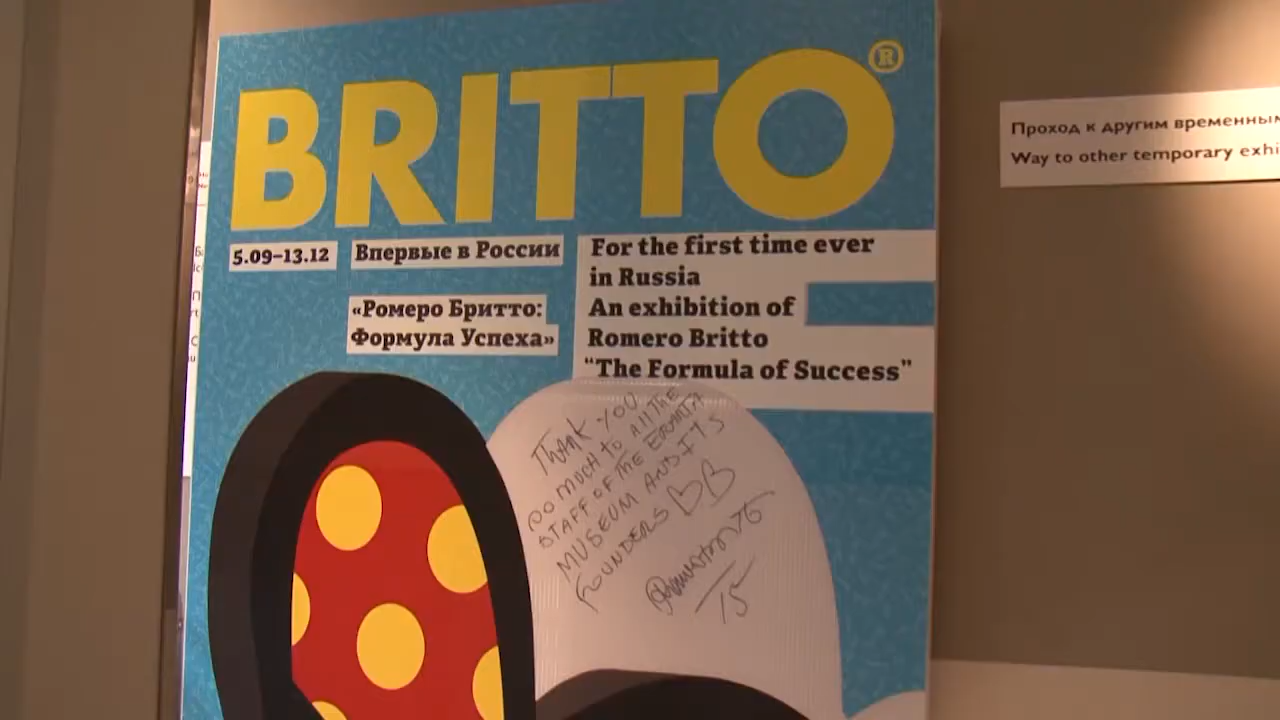 BRITTO®
5.09–13.12
Впервые в России
«Ромеро Бритто:
Формула Успеха»
For the first time ever
in Russia
An exhibition of
Romero Britto
“The Formula of Success”
THANK YOU
SO MUCH TO ALL THE
STAFF OF THE ERARTA
MUSEUM AND ITS
FOUNDERS
15
Проход к другим временным
Way to other temporary exhi